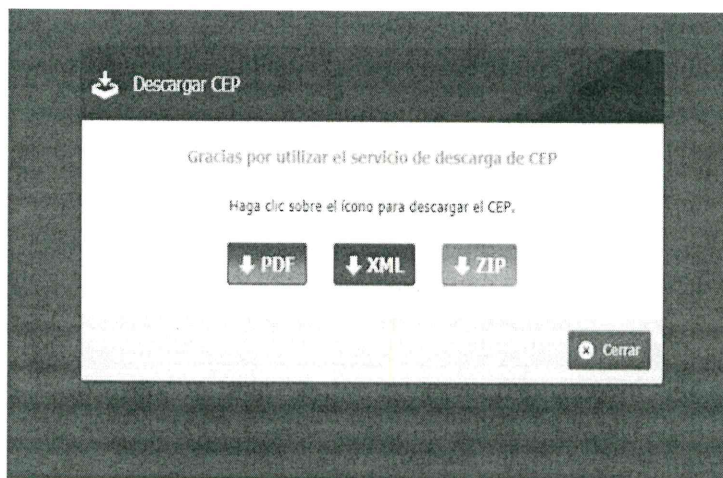 Descargar CEP
Gracias por utilizar el servicio de descarga de CEP
Haga clic sobre el ícono para descargar el CEP.
PDF
XML
ZIP
Cerrar